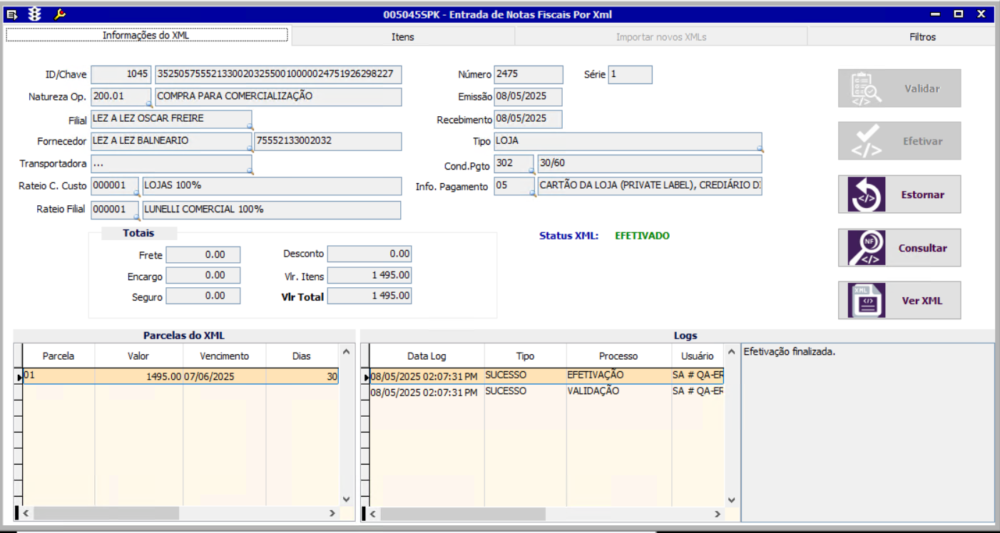 005045SPK - Entrada de Notas Fiscais Por Xml
Informações do XML
Itens
Importar novos XMLs
Filtros
ID/Chave 1045 35250575552133002032550010000024751926298227
Número 2475 Série 1
Validar
Natureza Op. 200.01 COMPRA PARA COMERCIALIZAÇÃO
Emissão 08/05/2025
Filial LEZ A LEZ OSCAR FREIRE
Recebimento 08/05/2025
Fornecedor LEZ A LEZ BALNEARIO 75552133002032
Tipo LOJA
Efetivar
Transportadora ...
Cond.Pgto 302 30/60
Rateio C. Custo 000001 LOJAS 100%
Info. Pagamento 05 CARTÃO DA LOJA (PRIVATE LABEL), CREDIÁRIO D
Estornar
Rateio Filial 000001 LUNELLI COMERCIAL 100%
Totais
Status XML: EFETIVADO
Frete 0.00 Desconto 0.00
NF
Consultar
Encargo 0.00 Vlr. Itens 1 495.00
Seguro 0.00 Vlr Total 1 495.00
XML
Ver XML
Parcelas do XML
Logs
Parcela Valor Vencimento Dias
Data Log Tipo Processo Usuário
Efetivação finalizada.
01 1495.00 07/06/2025 30
08/05/2025 02:07:31 PM SUCESSO EFETIVAÇÃO SA # QA-ER
08/05/2025 02:07:31 PM SUCESSO VALIDAÇÃO SA # QA-ER